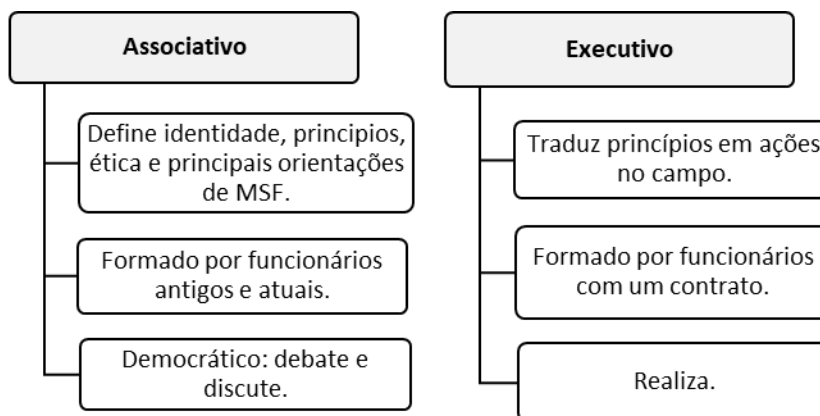 Associativo
Define identidade, principios,
ética e principais orientações
de MSF.
Formado por funcionários
antigos e atuais.
Democrático: debate e
discute.
Executivo
Traduz princípios em ações
no campo.
Formado por funcionários
com um contrato.
Realiza.